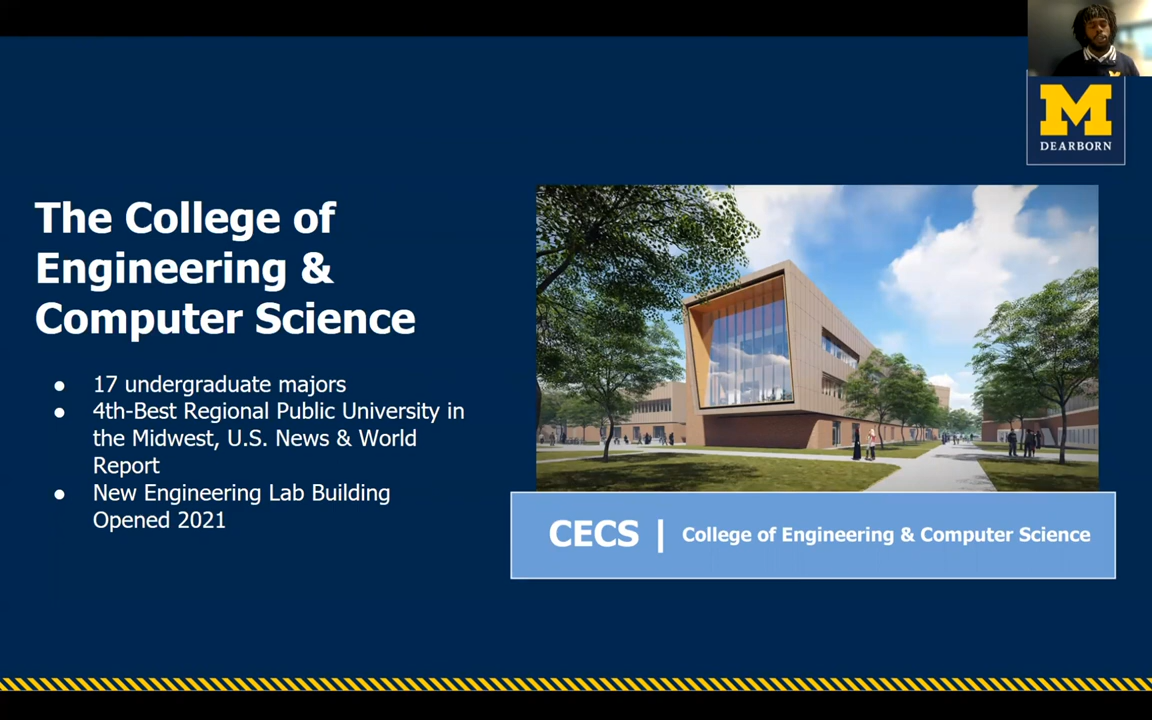 M
DEARBORN
The College of
Engineering &
Computer Science
● 17 undergraduate majors
● 4th-Best Regional Public University in
the Midwest, U.S. News & World
Report
● New Engineering Lab Building
Opened 2021
CECS | College of Engineering & Computer Science